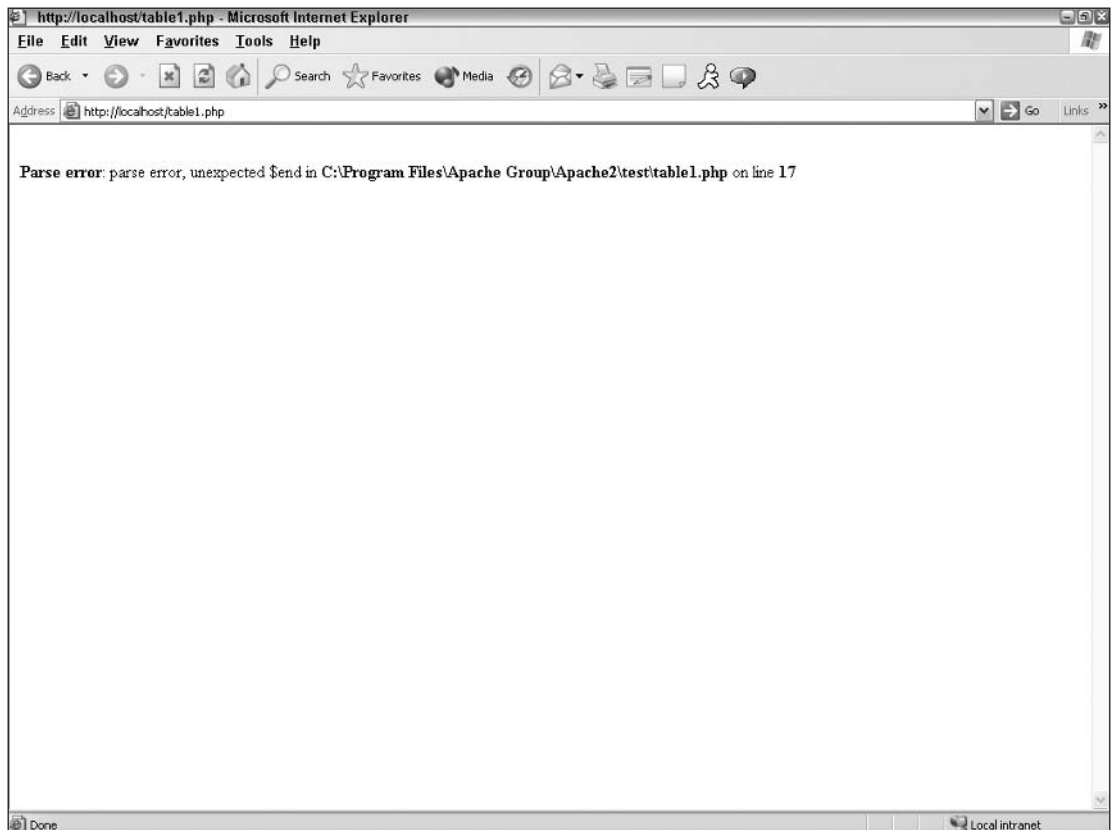 http://localhost/table1.php - Microsoft Internet Explorer
File Edit View Favorites Tools Help
Back Search Favorites Media
Address http://localhost/table1.php Go Links »
Parse error: parse error, unexpected $end in C:\Program Files\Apache Group\Apache2\test\table1.php on line 17
Done Local intranet